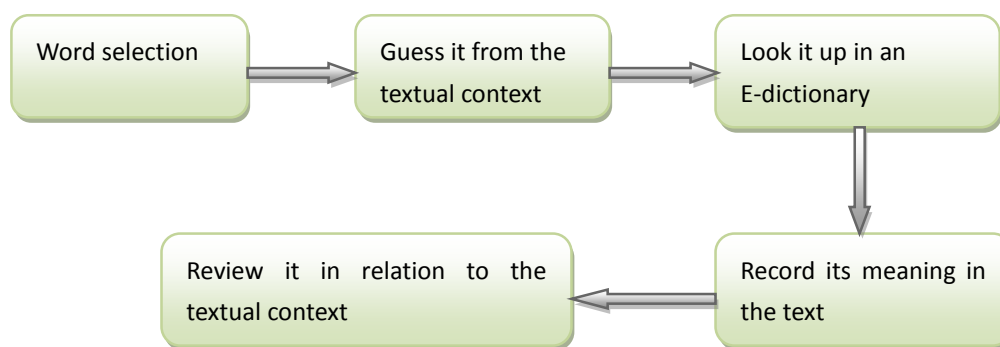 Word selection
Guess it from the
textual context
Look it up in an
E-dictionary
Record its meaning in
the text
Review it in relation to the
textual context